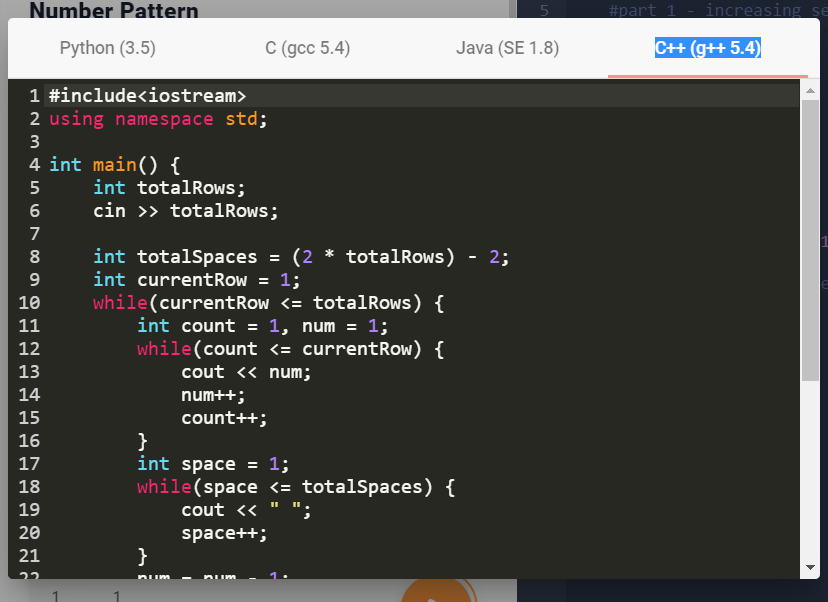 Number Pattern
5 #part 1 - increasing se
Python (3.5) C (gcc 5.4) Java (SE 1.8) C++ (g++ 5.4)
1 #include<iostream>
2 using namespace std;
3
4 int main() {
5     int totalRows;
6     cin >> totalRows;
7
8     int totalSpaces = (2 * totalRows) - 2;
9     int currentRow = 1;
10     while(currentRow <= totalRows) {
11         int count = 1, num = 1;
12         while(count <= currentRow) {
13             cout << num;
14             num++;
15             count++;
16         }
17         int space = 1;
18         while(space <= totalSpaces) {
19             cout << " ";
20             space++;
21         }
22         num = num - 1;
1 1